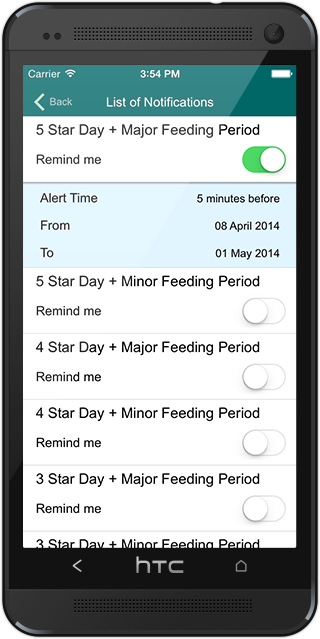 Carrier 3:54 PM
Back List of Notifications
5 Star Day + Major Feeding Period
Remind me
Alert Time 5 minutes before
From 08 April 2014
To 01 May 2014
5 Star Day + Minor Feeding Period
Remind me
4 Star Day + Major Feeding Period
Remind me
4 Star Day + Minor Feeding Period
Remind me
3 Star Day + Major Feeding Period
Remind me
3 Star Day + Minor Feeding Period
hTC